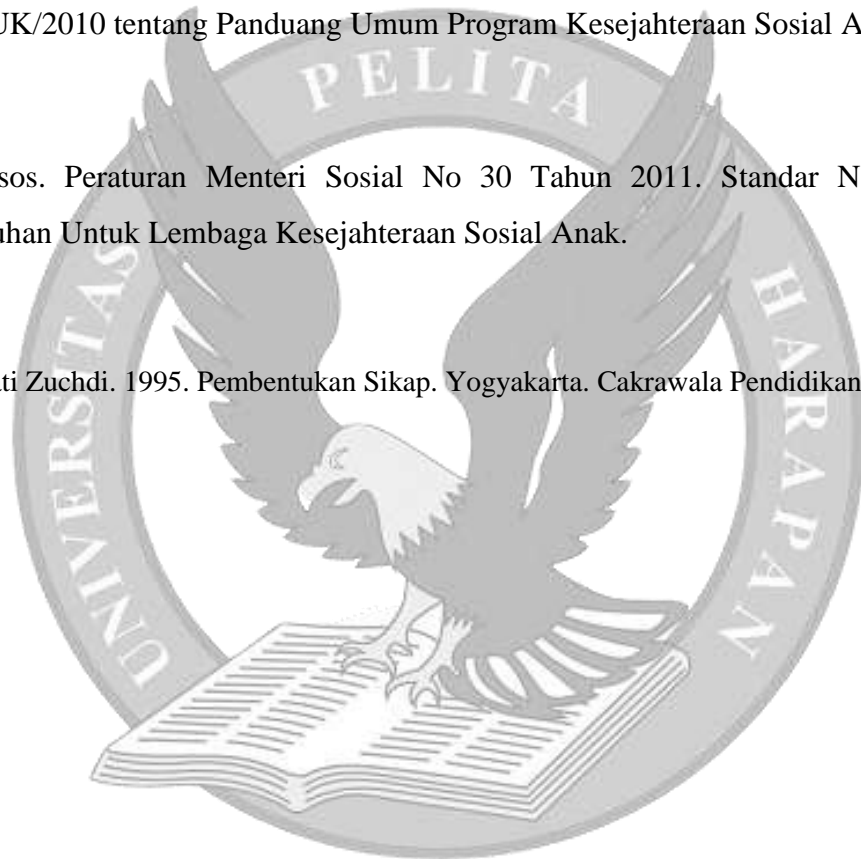 UK/2010 tentang Panduang Umum Program Kesejahteraan Sosial A
sos. Peraturan Menteri Sosial No 30 Tahun 2011. Standar N
uhan Untuk Lembaga Kesejahteraan Sosial Anak.
ati Zuchdi. 1995. Pembentukan Sikap. Yogyakarta. Cakrawala Pendidikan
UNIVERSITAS PELITA HARAPAN